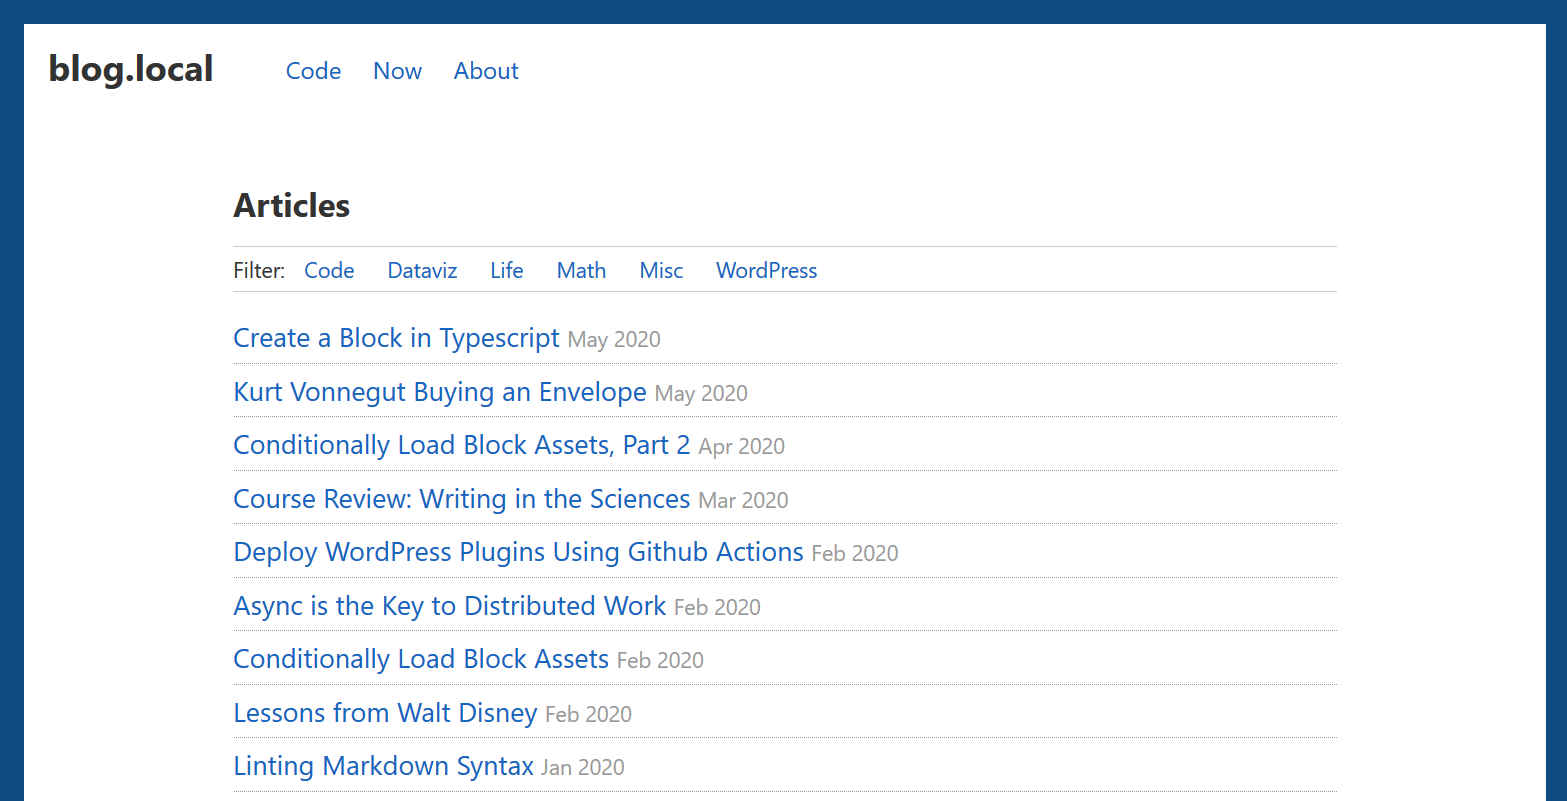 blog.local Code Now About
Articles
Filter: Code Dataviz Life Math Misc WordPress
Create a Block in Typescript May 2020
Kurt Vonnegut Buying an Envelope May 2020
Conditionally Load Block Assets, Part 2 Apr 2020
Course Review: Writing in the Sciences Mar 2020
Deploy WordPress Plugins Using Github Actions Feb 2020
Async is the Key to Distributed Work Feb 2020
Conditionally Load Block Assets Feb 2020
Lessons from Walt Disney Feb 2020
Linting Markdown Syntax Jan 2020